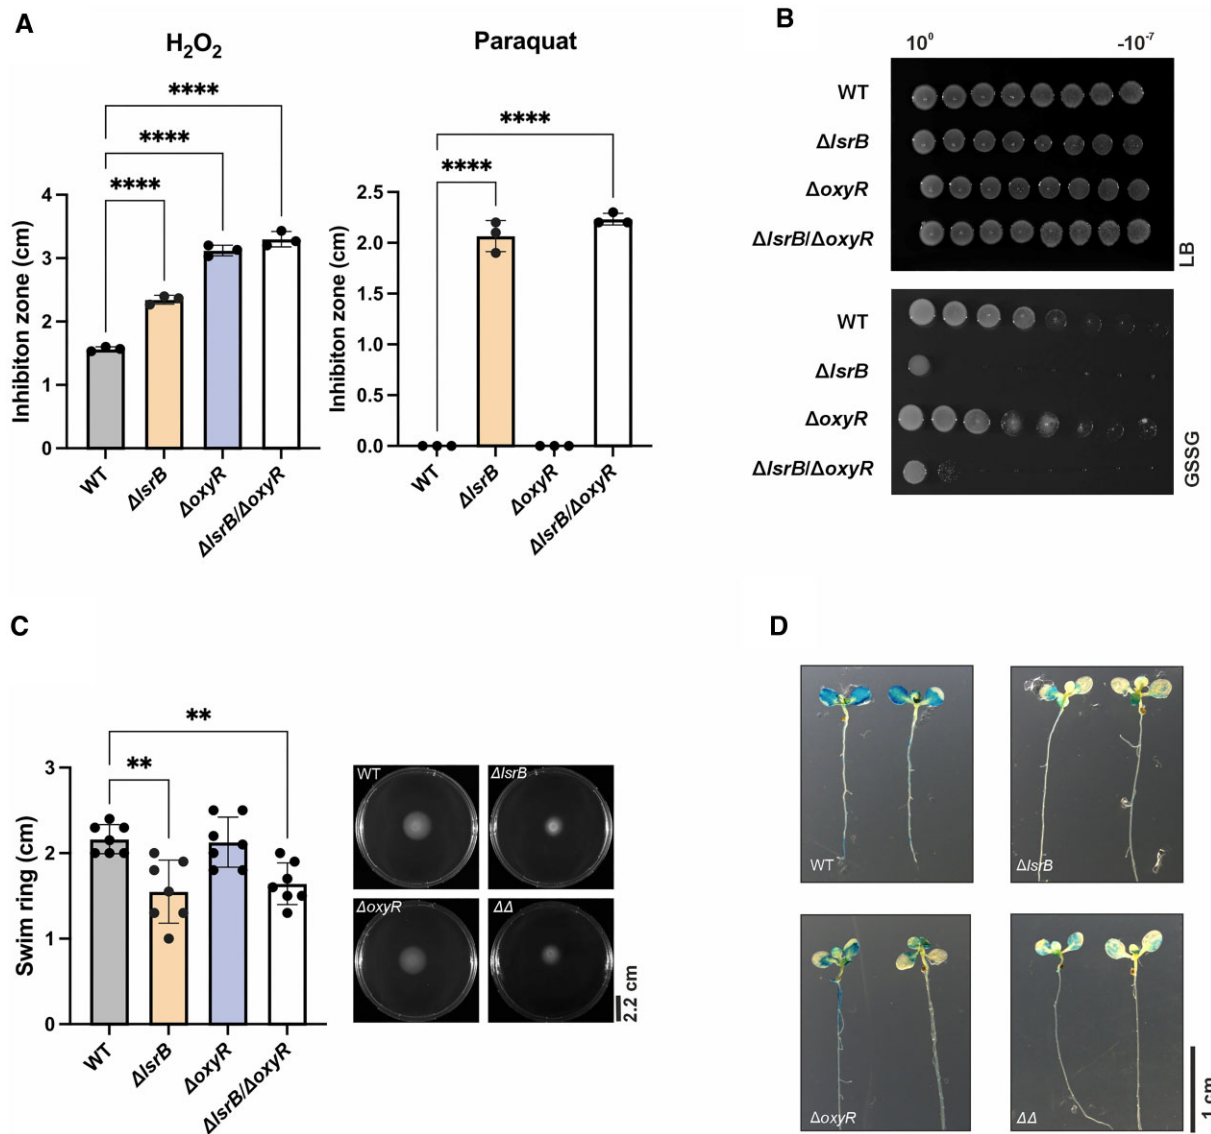 A
H₂O₂
****
****
****
Inhibiton zone (cm)
4
3
2
1
0
WT
ΔlsrB
ΔoxyR
ΔlsrB/ΔoxyR
Paraquat
****
****
Inhibiton zone (cm)
2.5
2.0
1.5
1.0
0.5
0.0
WT
ΔlsrB
ΔoxyR
ΔlsrB/ΔoxyR
B
10⁰ -10⁻⁷
WT
ΔlsrB
ΔoxyR
ΔlsrB/ΔoxyR
LB
WT
ΔlsrB
ΔoxyR
ΔlsrB/ΔoxyR
GSSG
C
**
**
Swim ring (cm)
3
2
1
0
WT
ΔlsrB
ΔoxyR
ΔlsrB/ΔoxyR
WT ΔlsrB
ΔoxyR ΔΔ
2.2 cm
D
WT ΔlsrB
ΔoxyR ΔΔ
1 cm